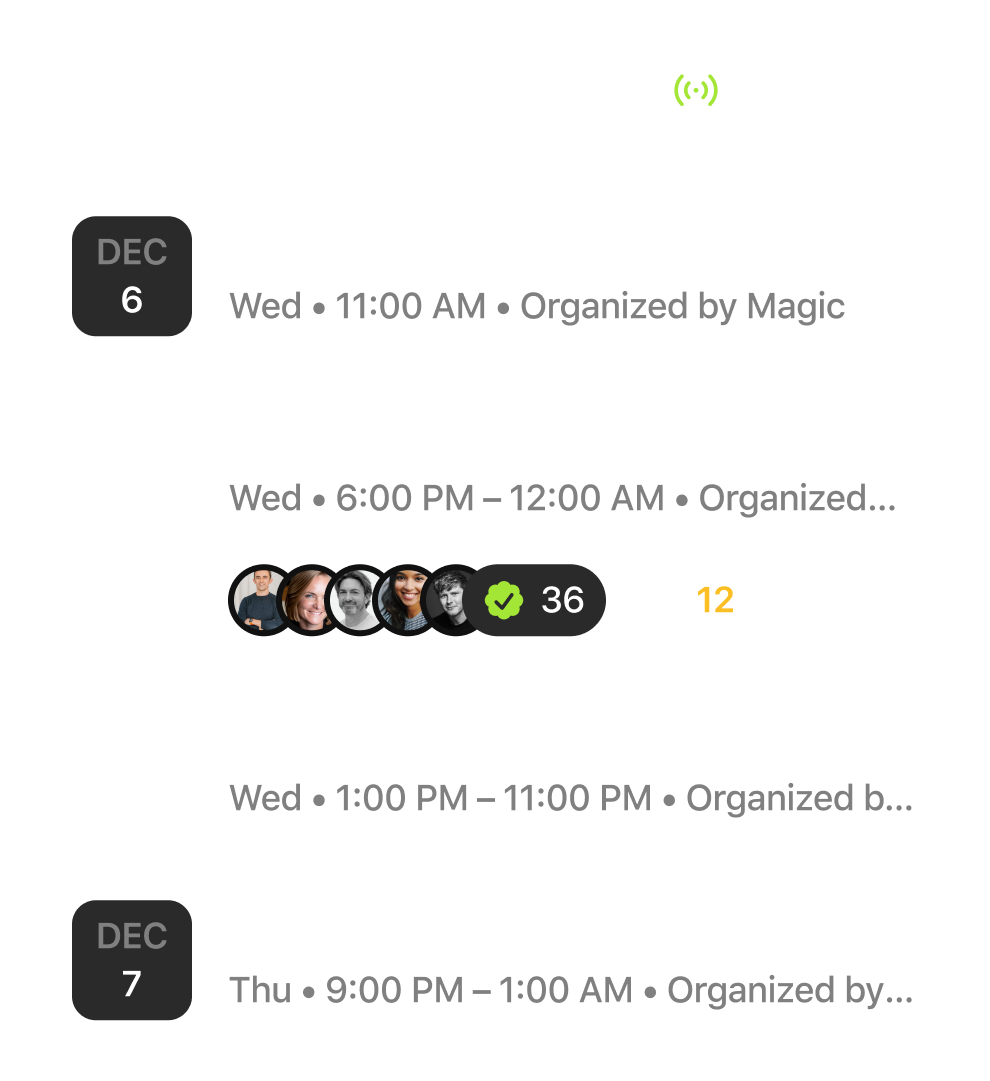 DEC
6
Wed • 11:00 AM • Organized by Magic
Wed • 6:00 PM – 12:00 AM • Organized...
36
12
Wed • 1:00 PM – 11:00 PM • Organized b...
DEC
7
Thu • 9:00 PM – 1:00 AM • Organized by...